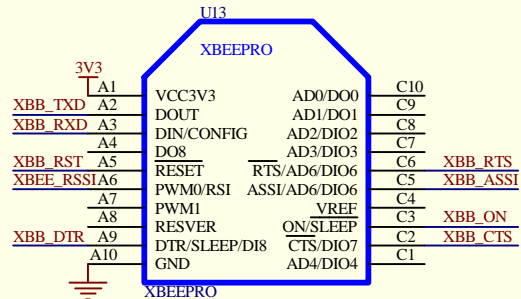 U13
XBEEPRO
3V3
A1 VCC3V3 AD0/DO0 C10
XBB_TXD A2 DOUT AD1/DO1 C9
XBB_RXD A3 DIN/CONFIG AD2/DIO2 C8
A4 DO8 AD3/DIO3 C7
XBB_RST A5 RESET RTS/AD6/DIO6 C6 XBB_RTS
XBEE_RSSI A6 PWM0/RSI ASSI/AD6/DIO6 C5 XBB_ASSI
A7 PWM1 VREF C4
A8 RESVER ON/SLEEP C3 XBB_ON
XBB_DTR A9 DTR/SLEEP/DI8 CTS/DIO7 C2 XBB_CTS
A10 GND AD4/DIO4 C1
XBEEPRO